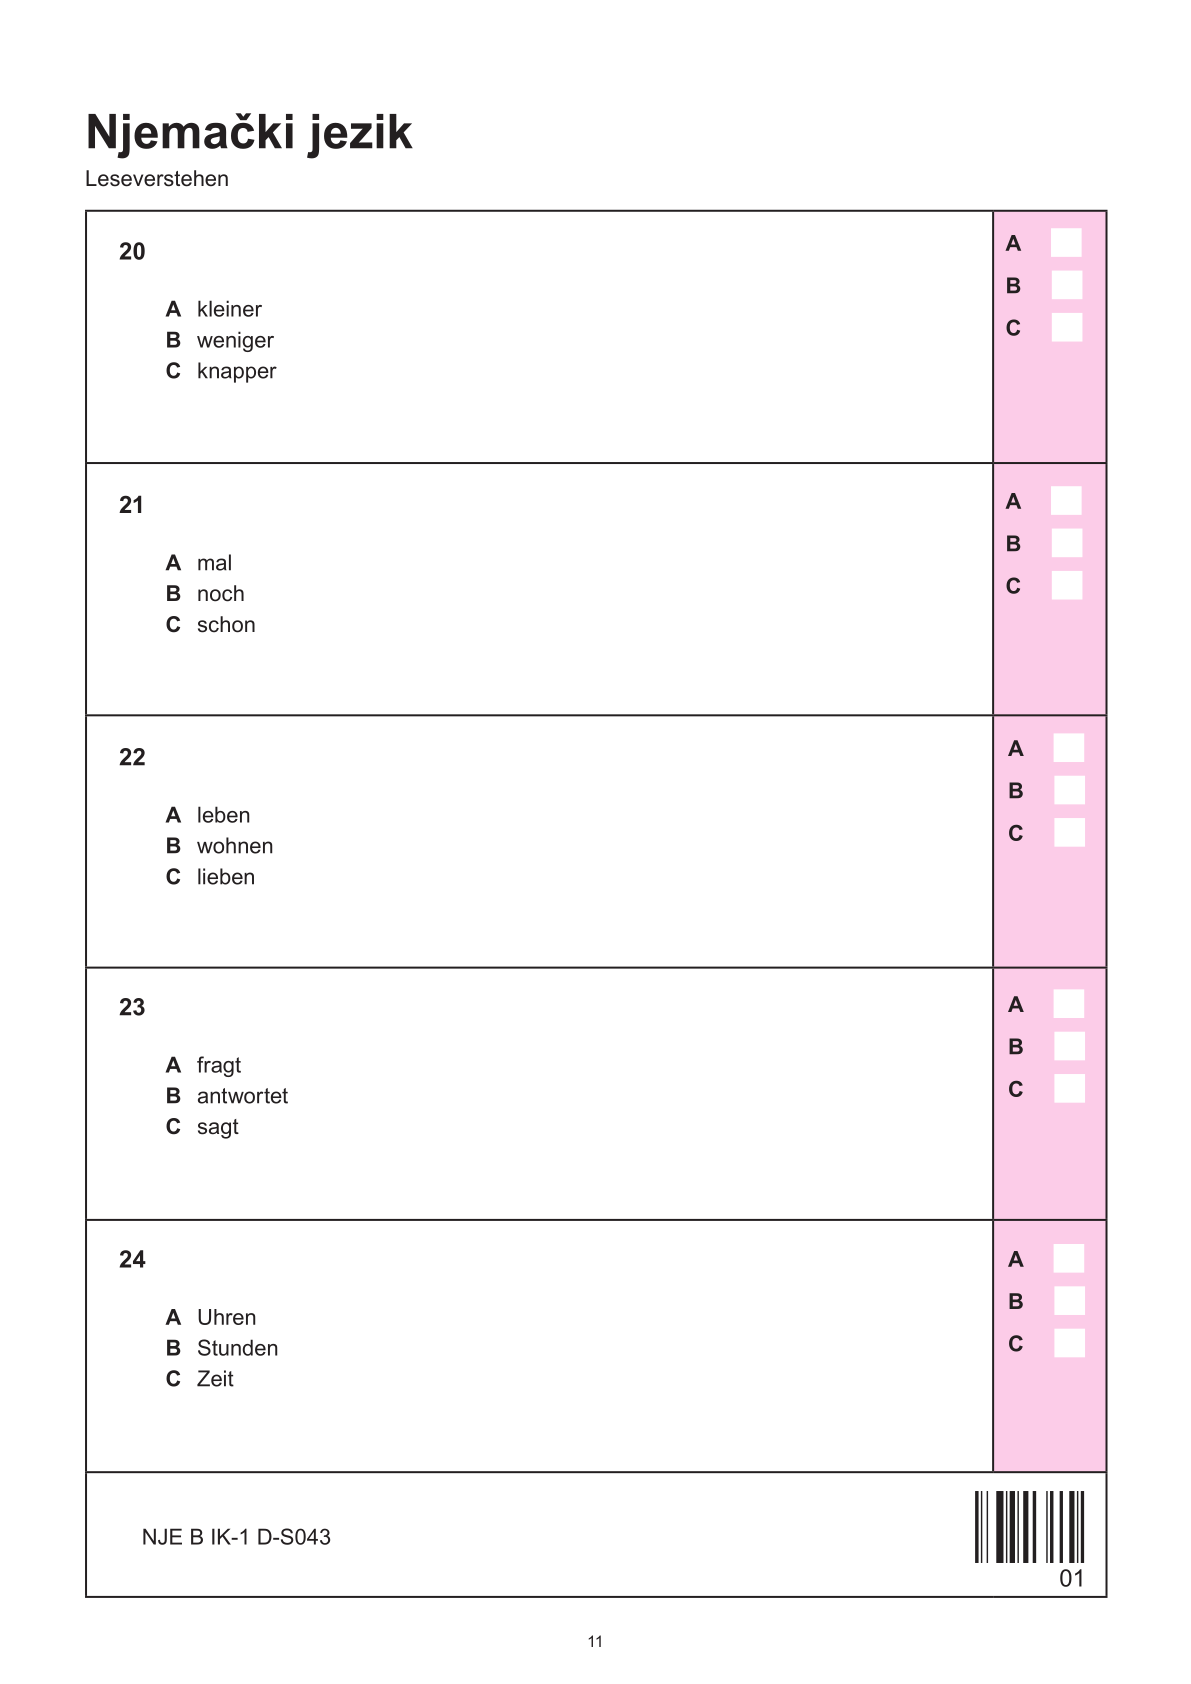 Njemački jezik
Leseverstehen
20
A kleiner
B weniger
C knapper
A
B
C
21
A mal
B noch
C schon
A
B
C
22
A leben
B wohnen
C lieben
A
B
C
23
A fragt
B antwortet
C sagt
A
B
C
24
A Uhren
B Stunden
C Zeit
A
B
C
NJE B IK-1 D-S043
01
11